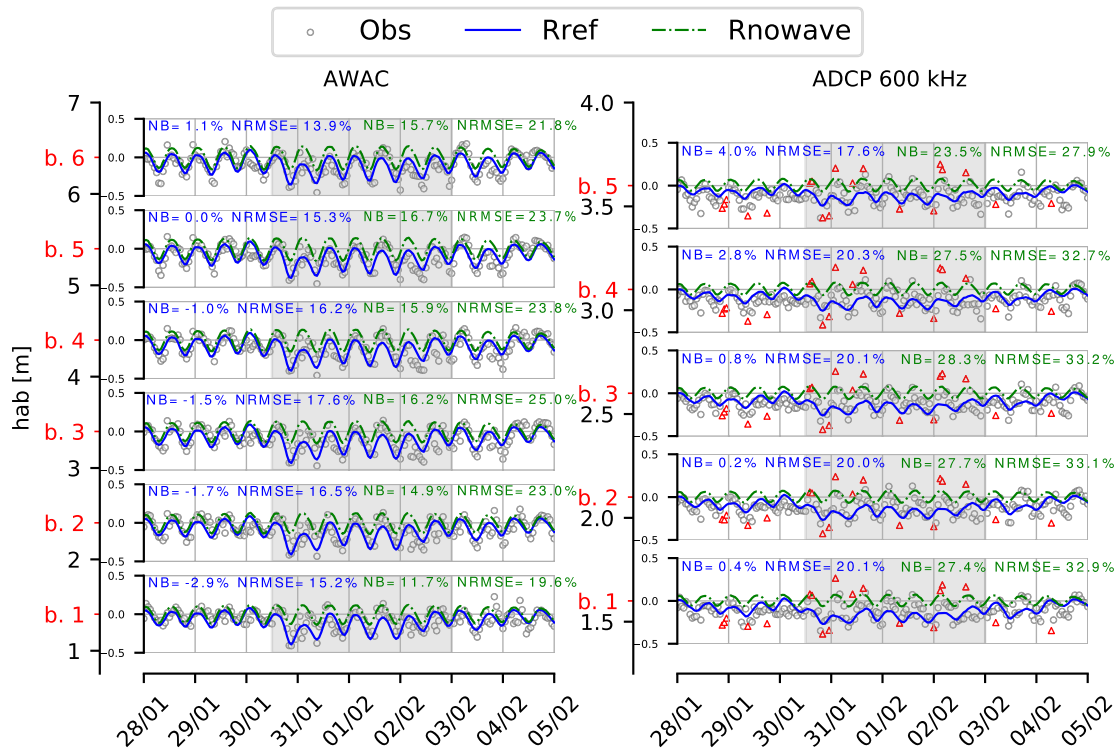 Obs Rref Rnowave
AWAC
ADCP 600 kHz
hab [m]
7
b. 6
6
b. 5
5
b. 4
4
b. 3
3
b. 2
2
b. 1
1
0.5
0.0
−0.5
NB= 1.1% NRMSE= 13.9% NB= 15.7% NRMSE= 21.8%
0.5
0.0
−0.5
NB= 0.0% NRMSE= 15.3% NB= 16.7% NRMSE= 23.7%
0.5
0.0
−0.5
NB= -1.0% NRMSE= 16.2% NB= 15.9% NRMSE= 23.8%
0.5
0.0
−0.5
NB= -1.5% NRMSE= 17.6% NB= 16.2% NRMSE= 25.0%
0.5
0.0
−0.5
NB= -1.7% NRMSE= 16.5% NB= 14.9% NRMSE= 23.0%
0.5
0.0
−0.5
NB= -2.9% NRMSE= 15.2% NB= 11.7% NRMSE= 19.6%
28/01 29/01 30/01 31/01 01/02 02/02 03/02 04/02 05/02
4.0
b. 5
3.5
b. 4
3.0
b. 3
2.5
b. 2
2.0
b. 1
1.5
0.5
0.0
−0.5
NB= 4.0% NRMSE= 17.6% NB= 23.5% NRMSE= 27.9%
0.5
0.0
−0.5
NB= 2.8% NRMSE= 20.3% NB= 27.5% NRMSE= 32.7%
0.5
0.0
−0.5
NB= 0.8% NRMSE= 20.1% NB= 28.3% NRMSE= 33.2%
0.5
0.0
−0.5
NB= 0.2% NRMSE= 20.0% NB= 27.7% NRMSE= 33.1%
0.5
0.0
−0.5
NB= 0.4% NRMSE= 20.1% NB= 27.4% NRMSE= 32.9%
28/01 29/01 30/01 31/01 01/02 02/02 03/02 04/02 05/02